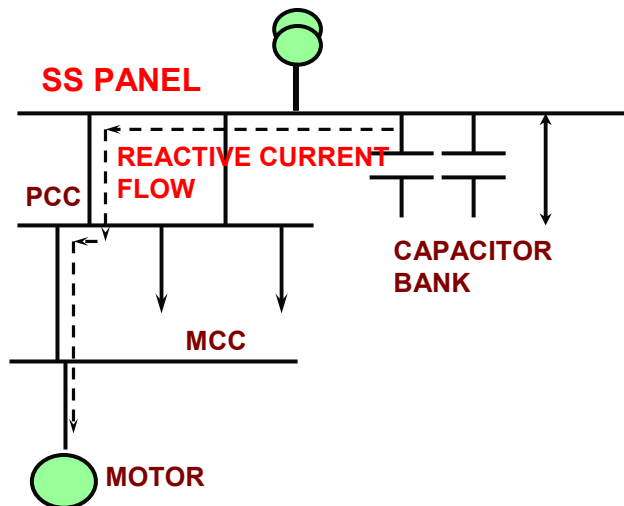 SS PANEL
REACTIVE CURRENT
FLOW
PCC
CAPACITOR
BANK
MCC
MOTOR